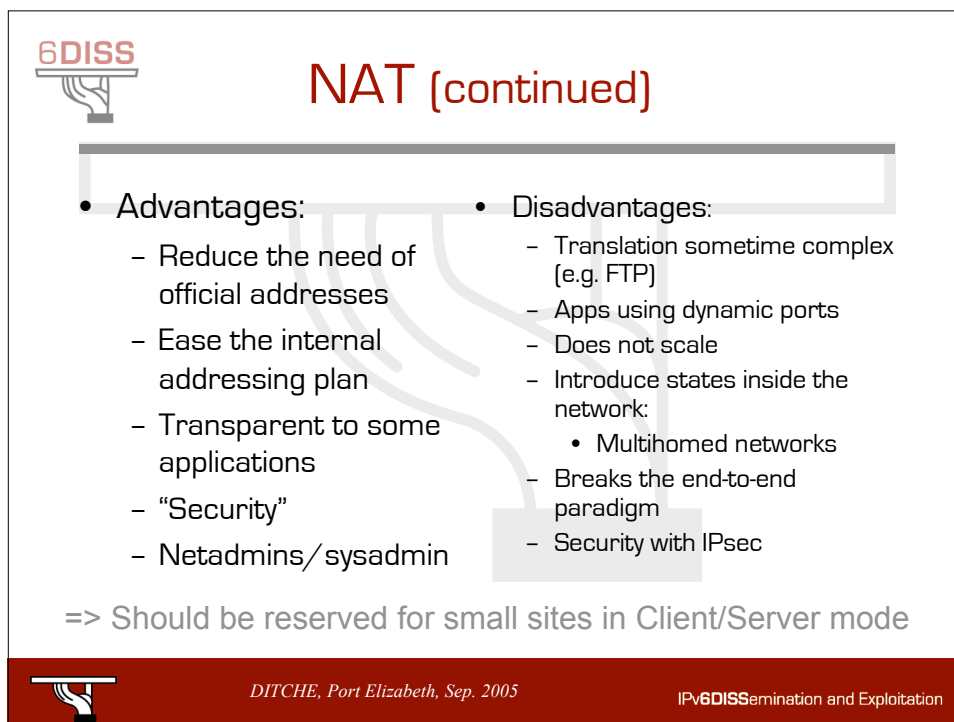 6DISS
NAT (continued)
• Advantages:
– Reduce the need of
official addresses
– Ease the internal
addressing plan
– Transparent to some
applications
– “Security”
– Netadmins/sysadmin
• Disadvantages:
– Translation sometime complex
(e.g. FTP)
– Apps using dynamic ports
– Does not scale
– Introduce states inside the
network:
• Multihomed networks
– Breaks the end-to-end
paradigm
– Security with IPsec
=> Should be reserved for small sites in Client/Server mode
DITCHE, Port Elizabeth, Sep. 2005
IPv6DISSemination and Exploitation